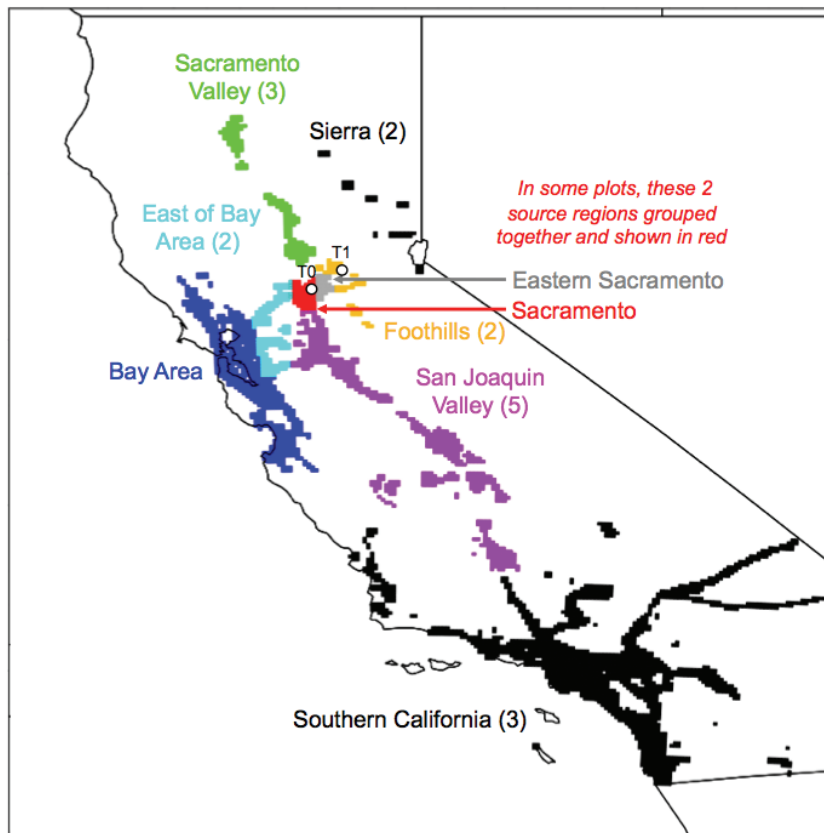 Sacramento
Valley (3)
Sierra (2)
In some plots, these 2
source regions grouped
together and shown in red
East of Bay
Area (2)
T1
T0
Eastern Sacramento
Sacramento
Foothills (2)
Bay Area
San Joaquin
Valley (5)
Southern California (3)